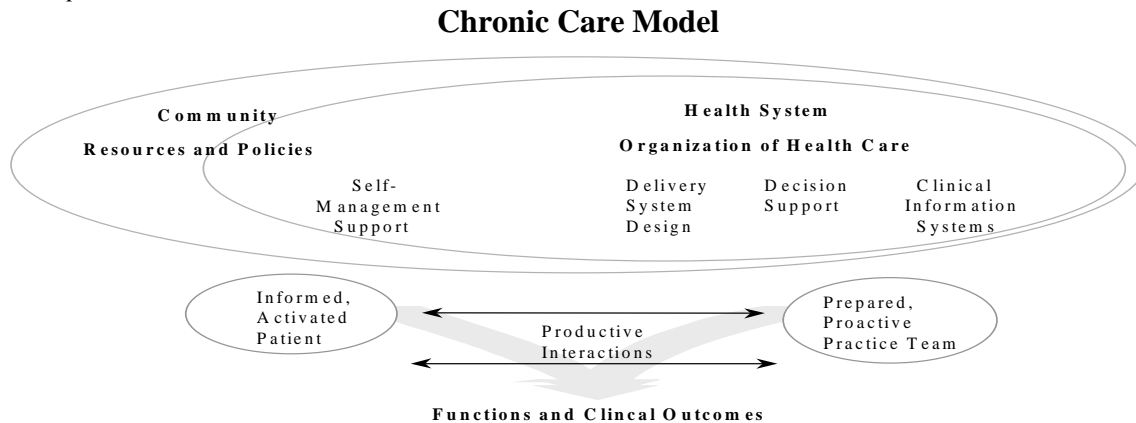 Chronic Care Model
Community
Resources and Policies
Health System
Organization of Health Care
Self-
Management
Support
Delivery
System
Design
Decision
Support
Clinical
Information
Systems
Informed,
Activated
Patient
Productive
Interactions
Prepared,
Proactive
Practice Team
Functions and Clincal Outcomes